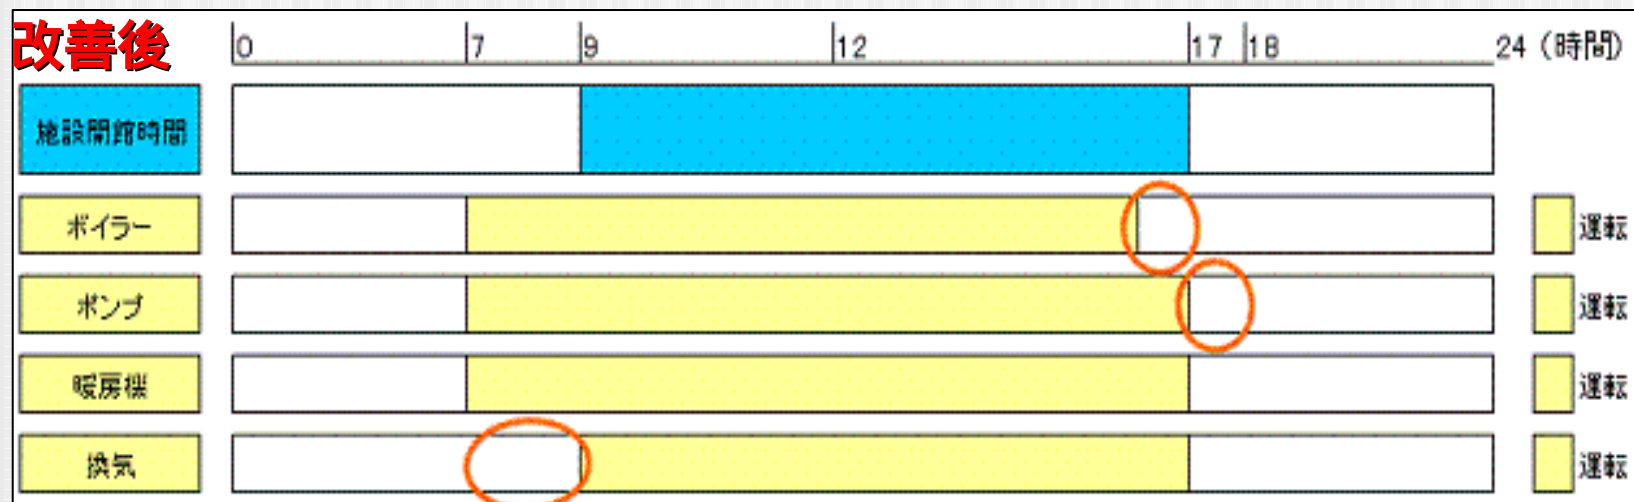 改善後
0 7 9 12 17 18 24 (時間)
施設開館時間
ボイラー 運転
ポンプ 運転
暖房機 運転
換気 運転